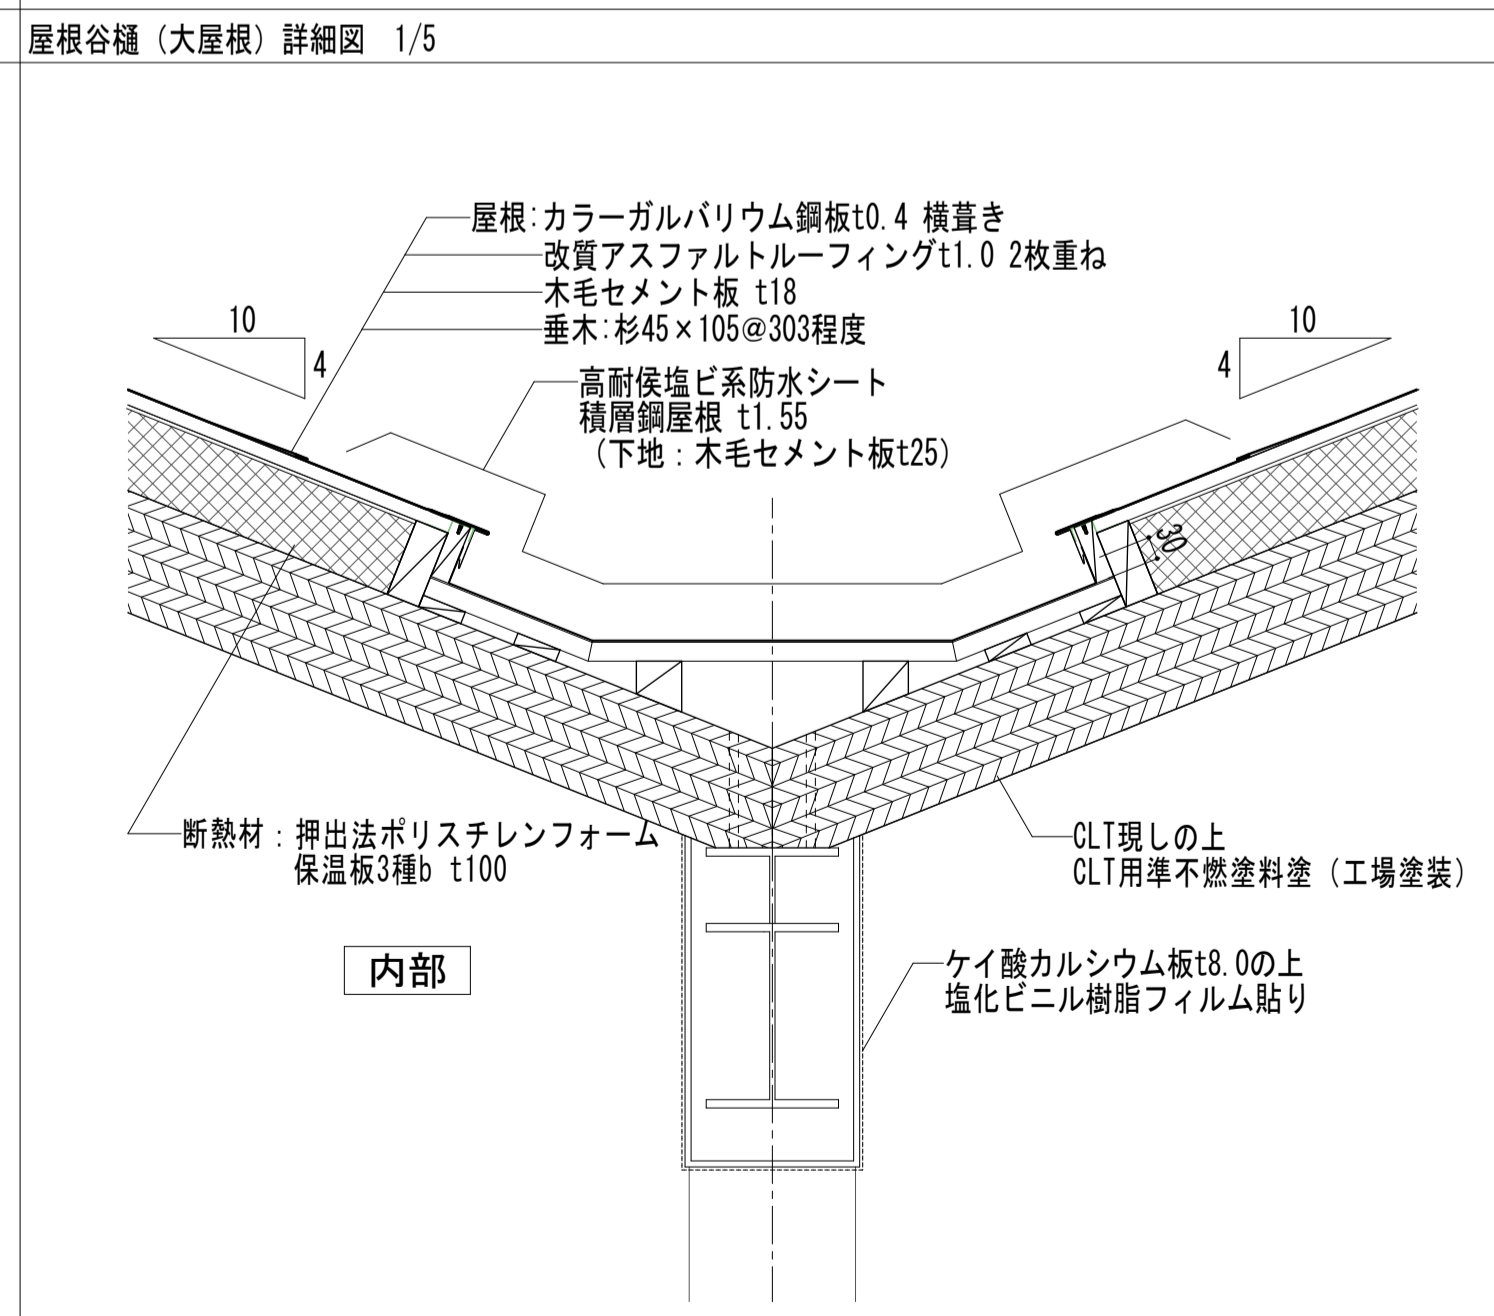 屋根谷樋（大屋根）詳細図　1/5
屋根:カラーガルバリウム鋼板t0.4 横葺き
改質アスファルトルーフィングt1.0 2枚重ね
木毛セメント板 t18
垂木:杉45×105@303程度
10
4
10
4
高耐侯塩ビ系防水シート
積層鋼屋根 t1.55
（下地：木毛セメント板t25）
30
断熱材：押出法ポリスチレンフォーム
保温板3種b t100
CLT現しの上
CLT用準不燃塗料塗（工場塗装）
内部
ケイ酸カルシウム板t8.0の上
塩化ビニル樹脂フィルム貼り